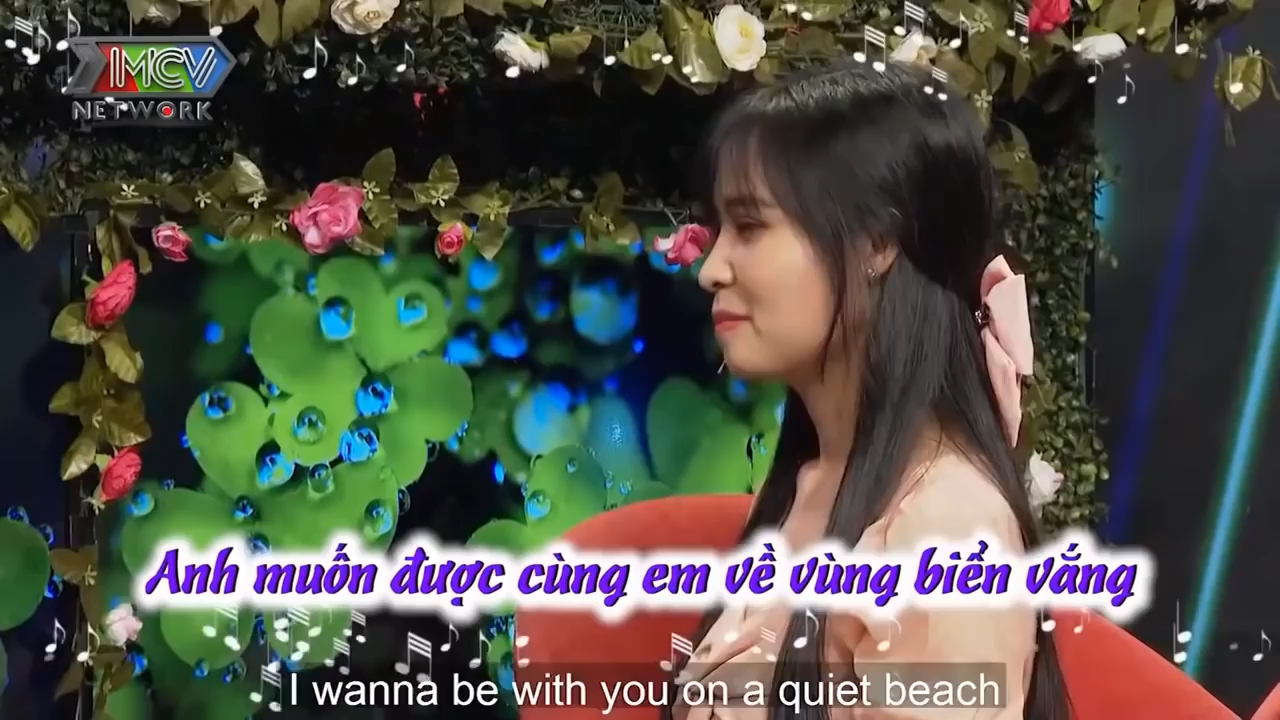 MCV
NETWORK
Anh muốn được cùng em về vùng biển vắng
I wanna be with you on a quiet beach